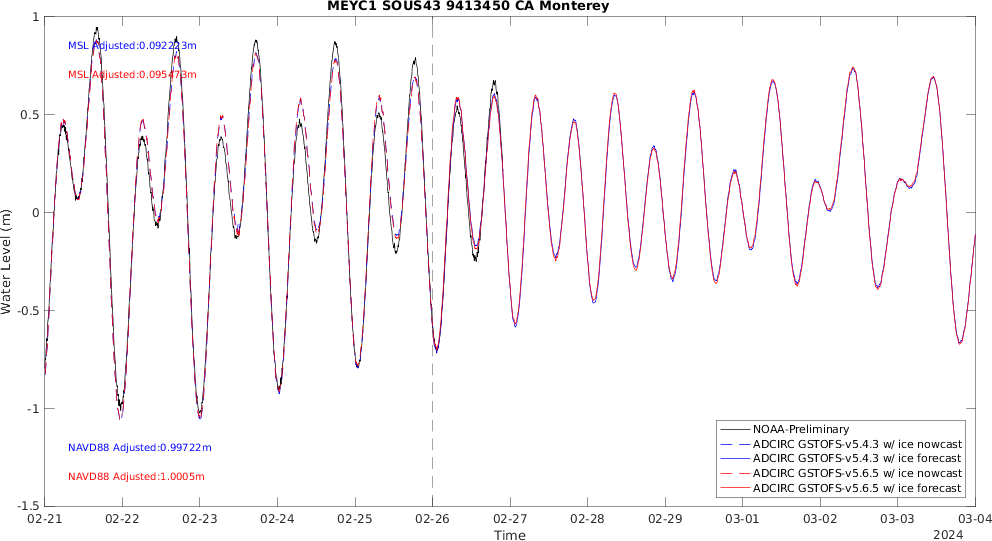 MEYC1 SOUS43 9413450 CA Monterey
1
0.5
0
-0.5
-1
-1.5
Water Level (m)
MSL Adjusted:0.092223m
MSL Adjusted:0.095473m
NAVD88 Adjusted:0.99722m
NAVD88 Adjusted:1.0005m
NOAA-Preliminary
ADCIRC GSTOFS-v5.4.3 w/ ice nowcast
ADCIRC GSTOFS-v5.4.3 w/ ice forecast
ADCIRC GSTOFS-v5.6.5 w/ ice nowcast
ADCIRC GSTOFS-v5.6.5 w/ ice forecast
02-21 02-22 02-23 02-24 02-25 02-26 02-27 02-28 02-29 03-01 03-02 03-03 03-04
Time
2024